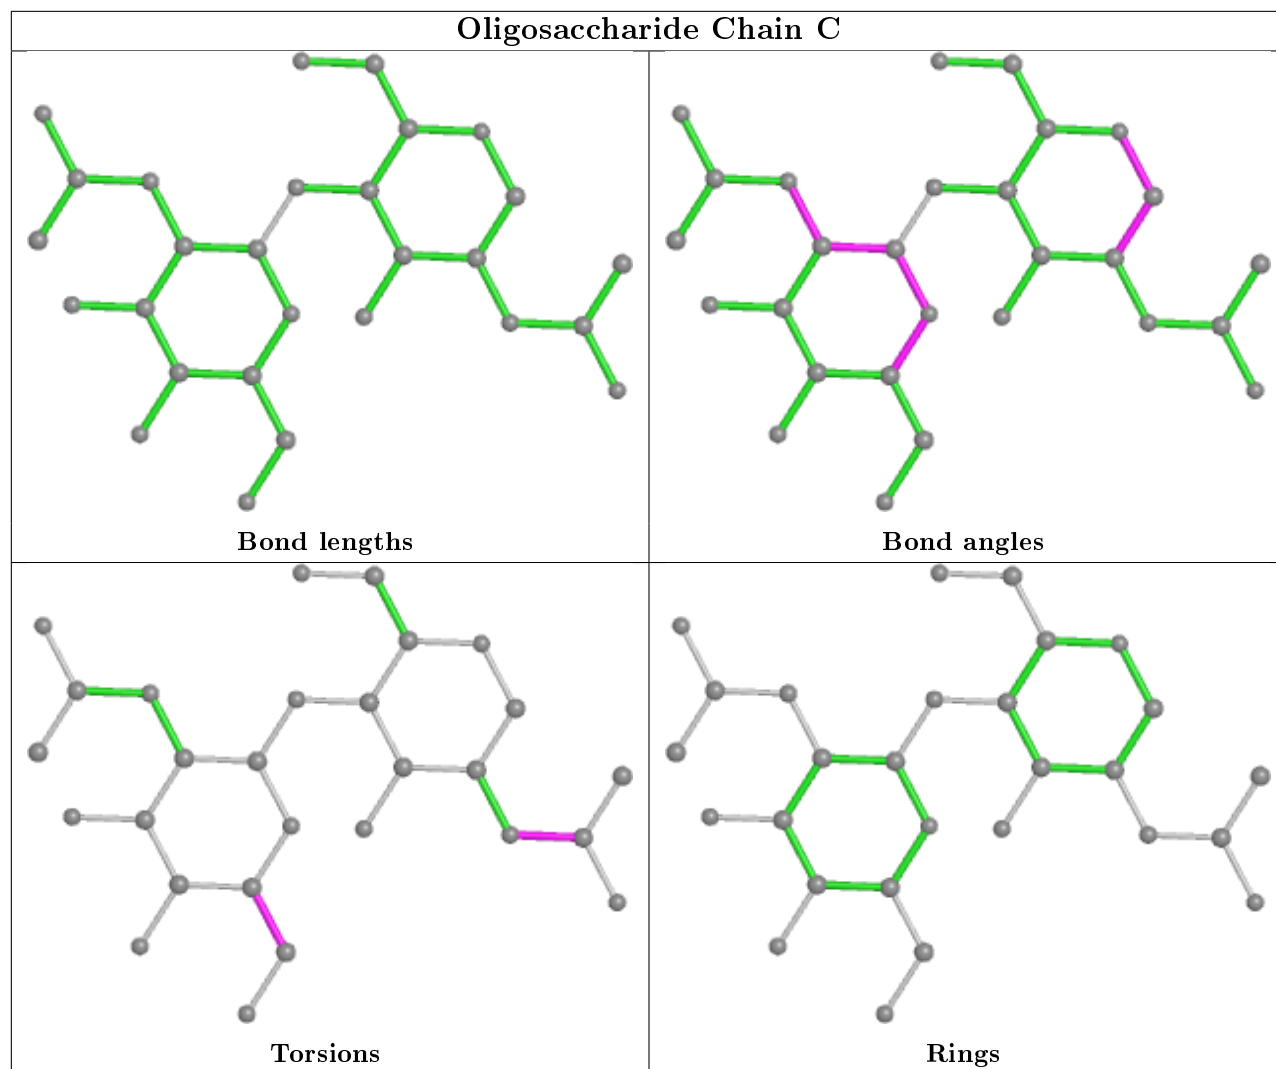 Oligosaccharide Chain C
Bond lengths
Bond angles
Torsions
Rings